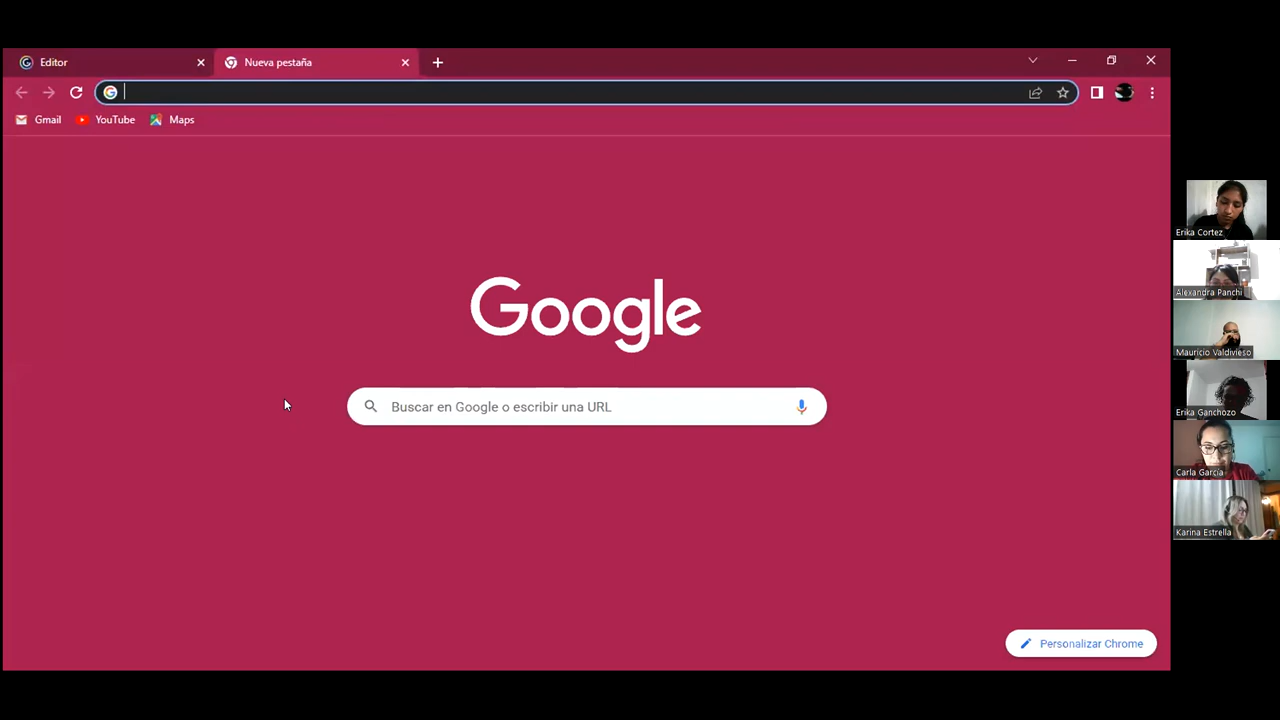 Editor
Nueva pestaña
Gmail
YouTube
Maps
Google
Buscar en Google o escribir una URL
Personalizar Chrome
Erika Cortez
Alexandra Panchi
Mauricio Valdivieso
Erika Ganchozo
Carla García
Karina Estrella